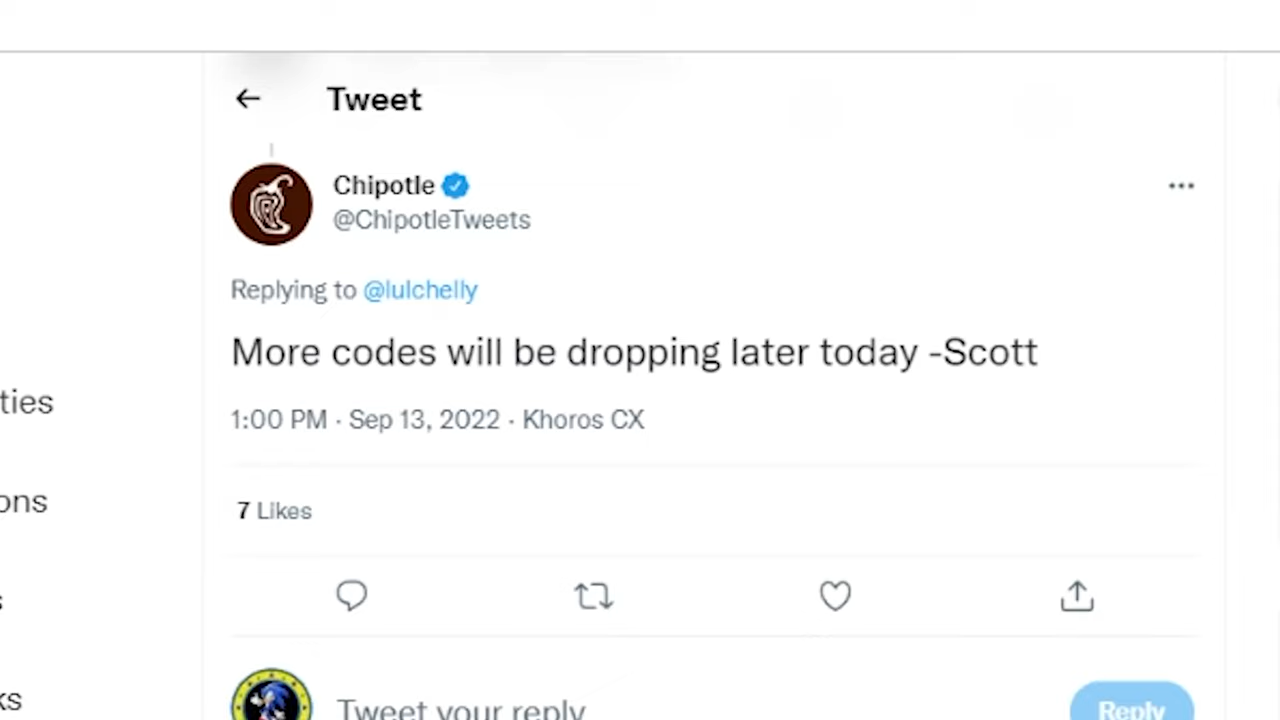 Tweet
Chipotle
@ChipotleTweets
Replying to @lulchelly
More codes will be dropping later today -Scott
ties
1:00 PM · Sep 13, 2022 · Khoros CX
ons
7 Likes
s
ks
Tweet your reply
Reply